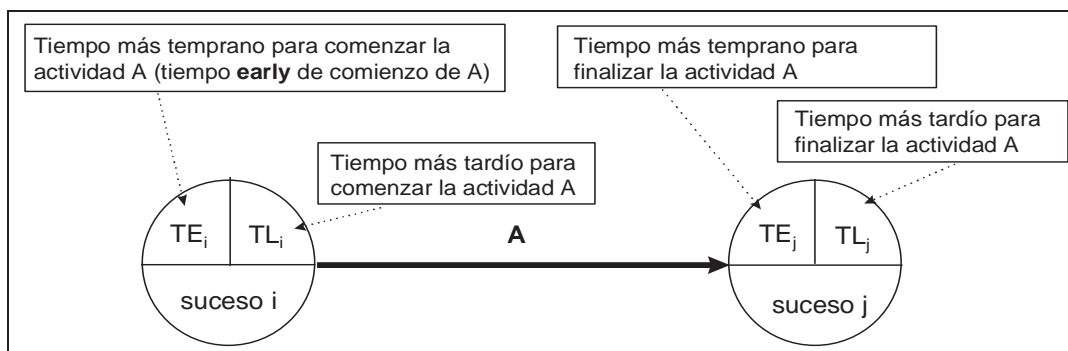 Tiempo más temprano para comenzar la
actividad A (tiempo early de comienzo de A)
Tiempo más temprano para
finalizar la actividad A
Tiempo más tardío para
comenzar la actividad A
Tiempo más tardío para
finalizar la actividad A
TEi
TLi
suceso i
A
TEj
TLj
suceso j